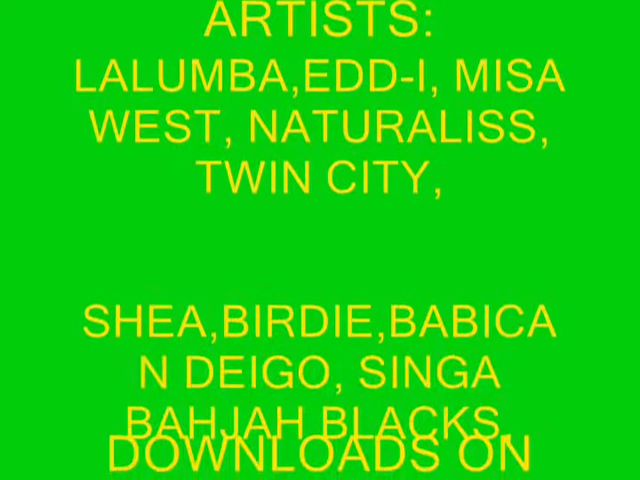 ARTISTS:
LALUMBA,EDD-I, MISA
WEST, NATURALISS,
TWIN CITY,
SHEA,BIRDIE,BABICA
N DEIGO, SINGA
BAHJAH BLACKS,
DOWNLOADS ON